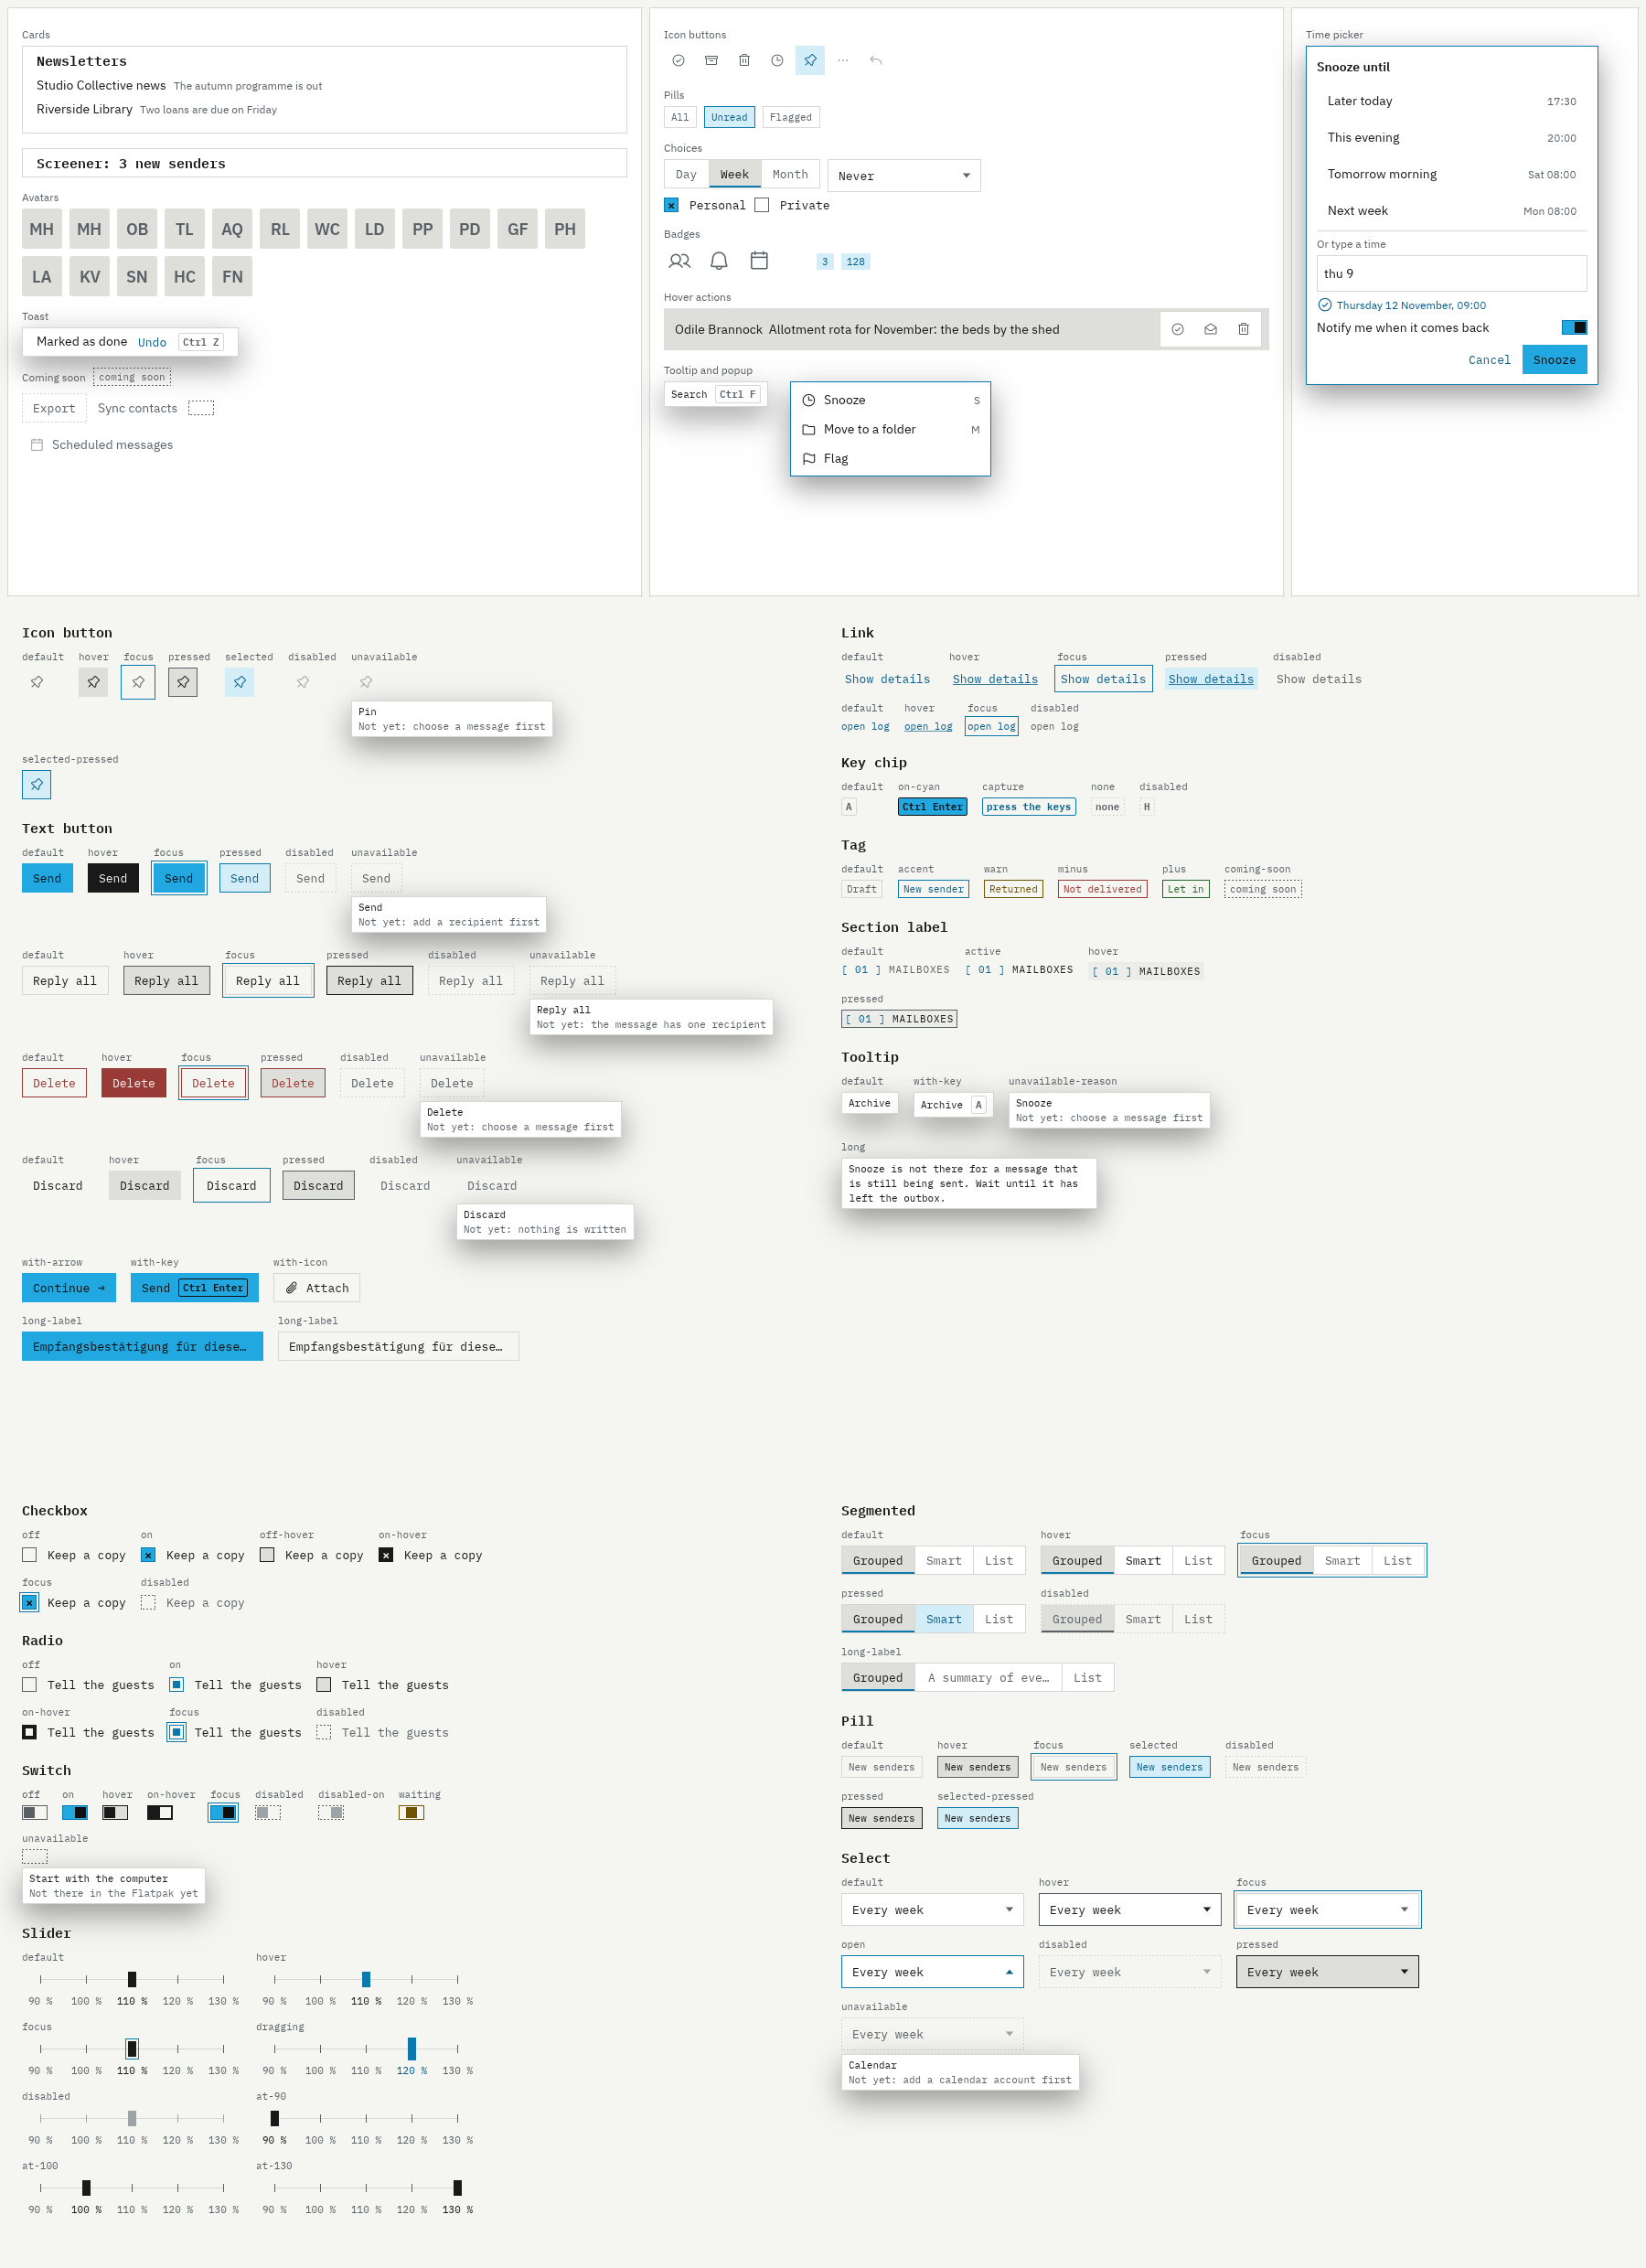 Cards
Newsletters
Studio Collective news The autumn programme is out
Riverside Library Two loans are due on Friday
Screener: 3 new senders
Avatars
MH MH OB TL AQ RL WC LD PP PD GF PH
LA KV SN HC FN
Toast
Marked as done Undo Ctrl Z
Coming soon coming soon
Export Sync contacts
Scheduled messages
Icon buttons
Pills
All Unread Flagged
Choices
Day Week Month Never
Personal Private
Badges
3 128
Hover actions
Odile Brannock Allotment rota for November: the beds by the shed
Tooltip and popup
Search Ctrl F
Snooze S
Move to a folder M
Flag
Time picker
Snooze until
Later today 17:30
This evening 20:00
Tomorrow morning Sat 08:00
Next week Mon 08:00
Or type a time
thu 9
Thursday 12 November, 09:00
Notify me when it comes back
Cancel Snooze
Icon button
default hover focus pressed selected disabled unavailable
Pin
Not yet: choose a message first
selected-pressed
Text button
default hover focus pressed disabled unavailable
Send Send Send Send Send Send
Send
Not yet: add a recipient first
default hover focus pressed disabled unavailable
Reply all Reply all Reply all Reply all Reply all Reply all
Reply all
Not yet: the message has one recipient
default hover focus pressed disabled unavailable
Delete Delete Delete Delete Delete Delete
Delete
Not yet: choose a message first
default hover focus pressed disabled unavailable
Discard Discard Discard Discard Discard Discard
Discard
Not yet: nothing is written
with-arrow with-key with-icon
Continue → Send Ctrl Enter Attach
long-label long-label
Empfangsbestätigung für diese… Empfangsbestätigung für diese…
Link
default hover focus pressed disabled
Show details Show details Show details Show details Show details
default hover focus disabled
open log open log open log open log
Key chip
default on-cyan capture none disabled
A Ctrl Enter press the keys none H
Tag
default accent warn minus plus coming-soon
Draft New sender Returned Not delivered Let in coming soon
Section label
default active hover
[ 01 ] MAILBOXES [ 01 ] MAILBOXES [ 01 ] MAILBOXES
pressed
[ 01 ] MAILBOXES
Tooltip
default with-key unavailable-reason
Archive Archive A Snooze
Not yet: choose a message first
long
Snooze is not there for a message that
is still being sent. Wait until it has
left the outbox.
Checkbox
off on off-hover on-hover
Keep a copy Keep a copy Keep a copy Keep a copy
focus disabled
Keep a copy Keep a copy
Radio
off on hover
Tell the guests Tell the guests Tell the guests
on-hover focus disabled
Tell the guests Tell the guests Tell the guests
Switch
off on hover on-hover focus disabled disabled-on waiting
unavailable
Start with the computer
Not there in the Flatpak yet
Slider
default hover
90 % 100 % 110 % 120 % 130 % 90 % 100 % 110 % 120 % 130 %
focus dragging
90 % 100 % 110 % 120 % 130 % 90 % 100 % 110 % 120 % 130 %
disabled at-90
90 % 100 % 110 % 120 % 130 % 90 % 100 % 110 % 120 % 130 %
at-100 at-130
90 % 100 % 110 % 120 % 130 % 90 % 100 % 110 % 120 % 130 %
Segmented
default hover focus
Grouped Smart List Grouped Smart List Grouped Smart List
pressed disabled
Grouped Smart List Grouped Smart List
long-label
Grouped A summary of eve… List
Pill
default hover focus selected disabled
New senders New senders New senders New senders New senders
pressed selected-pressed
New senders New senders
Select
default hover focus
Every week Every week Every week
open disabled pressed
Every week Every week Every week
unavailable
Every week
Calendar
Not yet: add a calendar account first